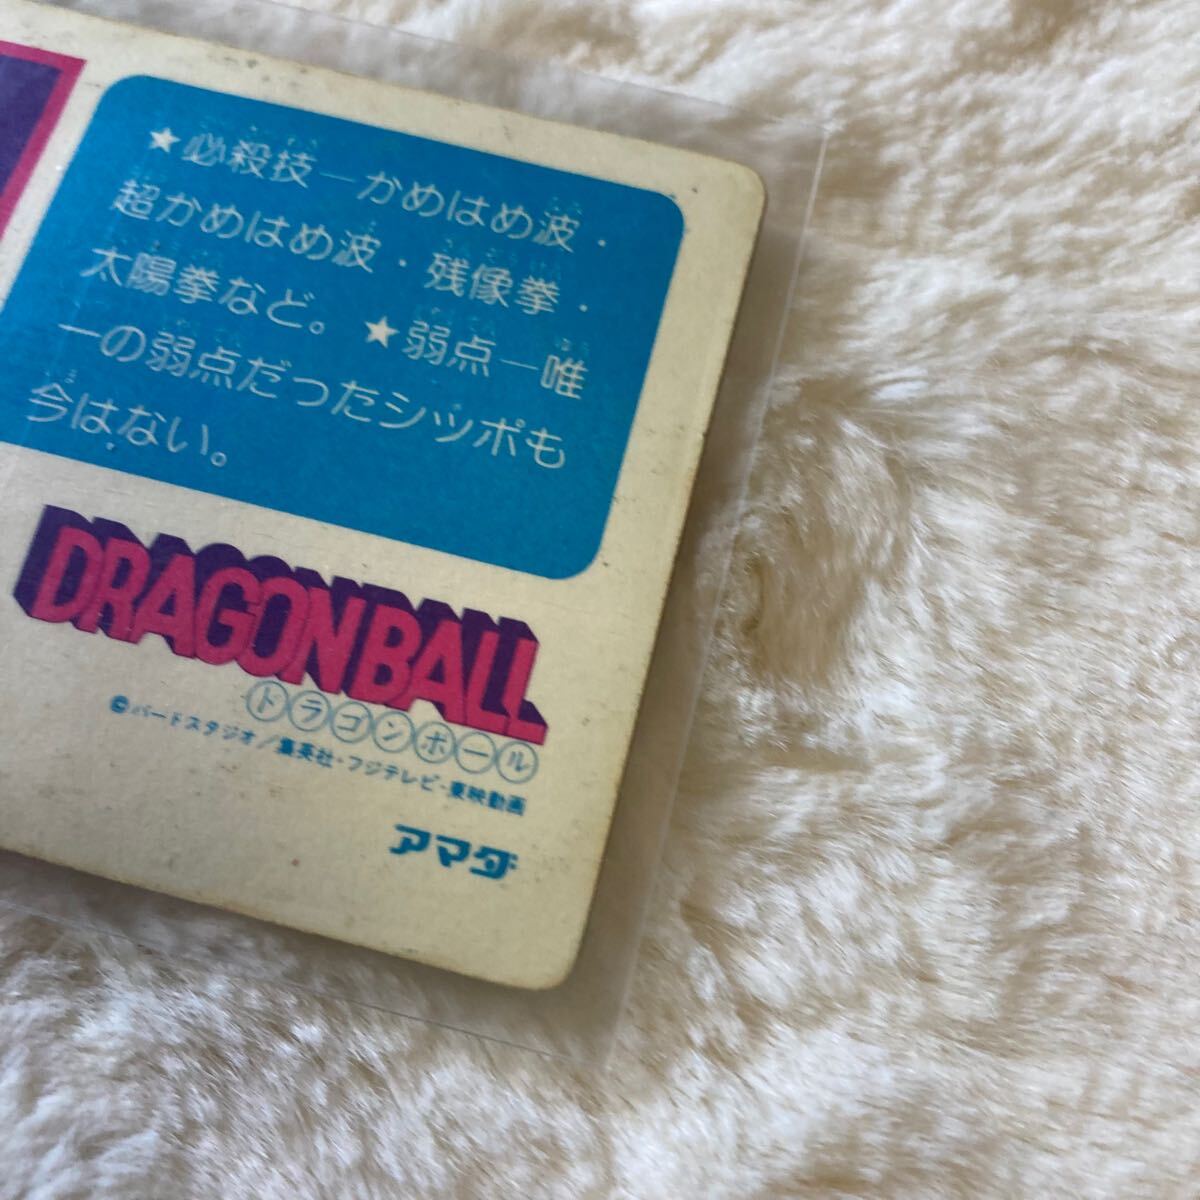 ★必殺技―かめはめ波・
超かめはめ波・残像拳・
太陽拳など。★弱点―唯
一の弱点だったシッポも
今はない。
DRAGONBALL
ドラゴンボール
©バードスタジオ/集英社・フジテレビ・東映動画
アマダ